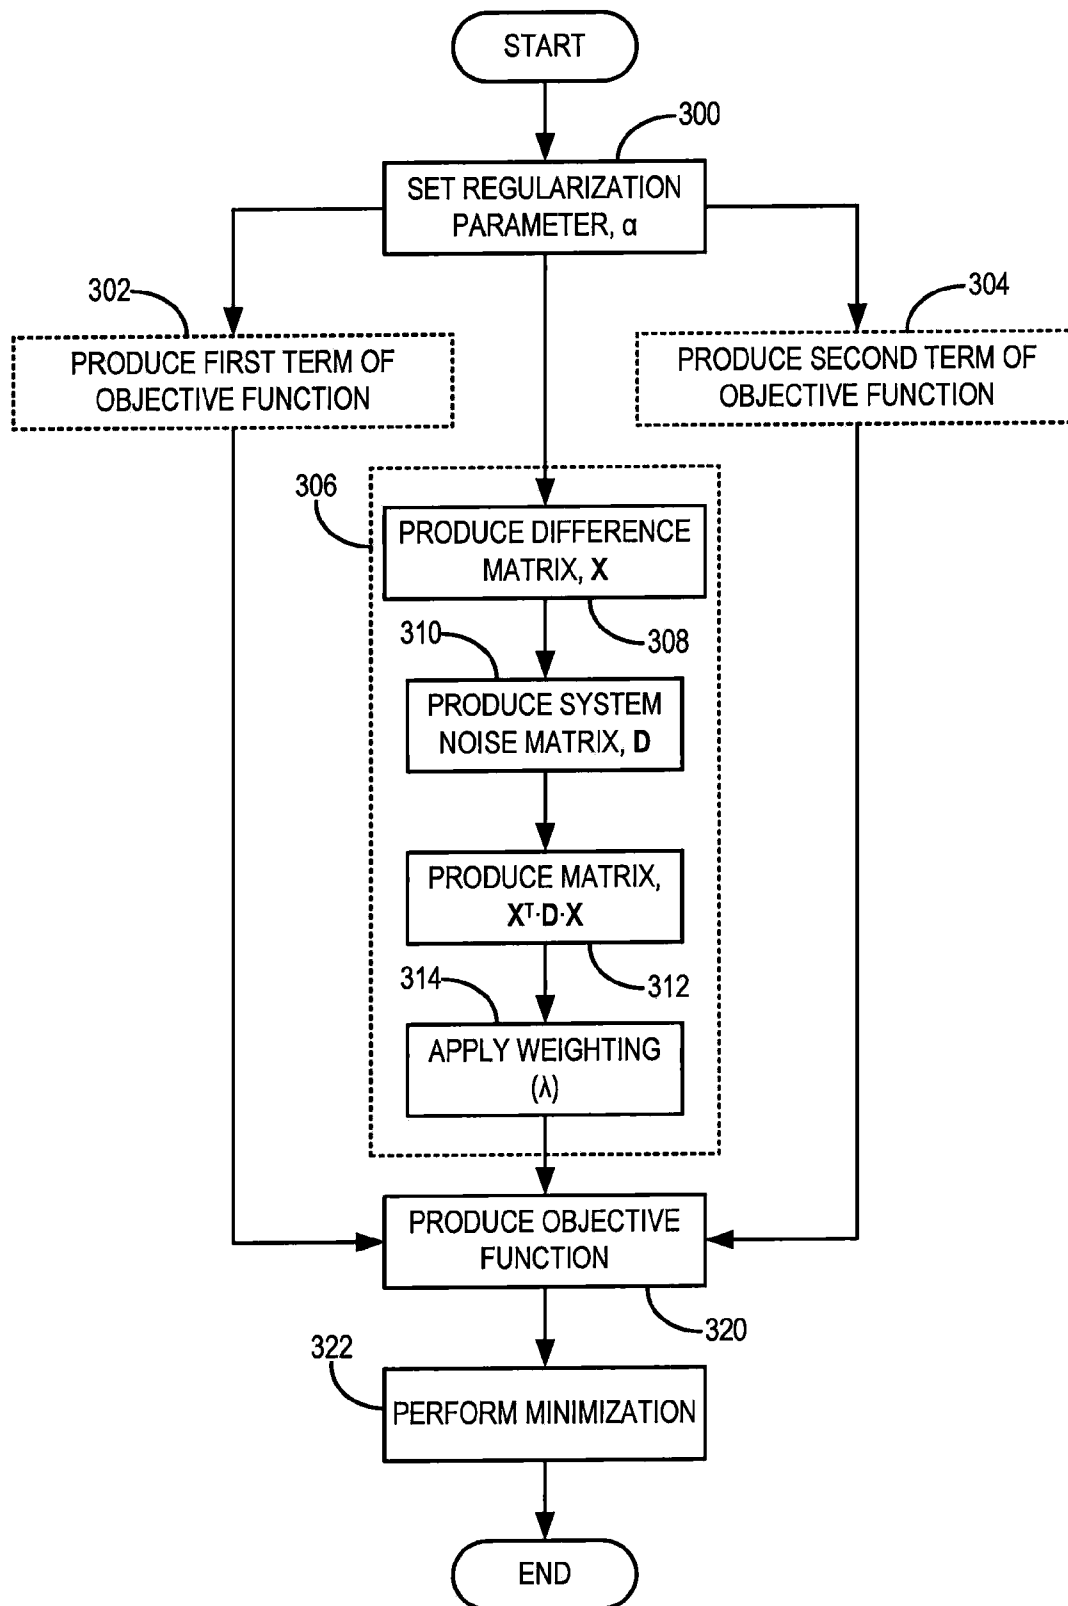 START
300
SET REGULARIZATION
PARAMETER, α
302
304
PRODUCE FIRST TERM OF
OBJECTIVE FUNCTION
PRODUCE SECOND TERM OF
OBJECTIVE FUNCTION
306
PRODUCE DIFFERENCE
MATRIX, X
308
310
PRODUCE SYSTEM
NOISE MATRIX, D
PRODUCE MATRIX,
Xᵀ·D·X
312
314
APPLY WEIGHTING
(λ)
PRODUCE OBJECTIVE
FUNCTION
320
322
PERFORM MINIMIZATION
END